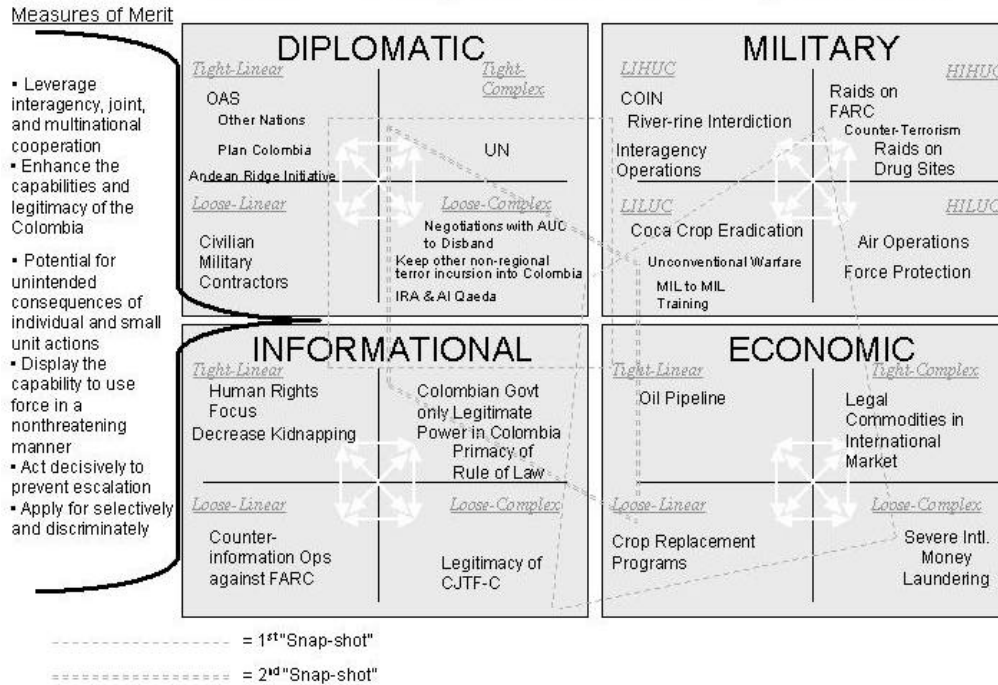 Measures of Merit
▪ Leverage
interagency, joint,
and multinational
cooperation
▪ Enhance the
capabilities and
legitimacy of the
Colombia
▪ Potential for
unintended
consequences of
individual and small
unit actions
▪ Display the
capability to use
force in a
nonthreatening
manner
▪ Act decisively to
prevent escalation
▪ Apply for selectively
and discriminately
DIPLOMATIC
Tight-Linear
OAS
Other Nations
Plan Colombia
Andean Ridge Initiative
Tight-
Complex
UN
Loose-Linear
Civilian
Military
Contractors
Loose-Complex
Negotiations with AUC
to Disband
Keep other non-regional
terror incursion into Colombia
IRA & Al Qaeda
MILITARY
LIHUC
COIN
River-rine Interdiction
Interagency
Operations
HIHUC
Raids on
FARC
Counter-Terrorism
Raids on
Drug Sites
LILUC
Coca Crop Eradication
Unconventional Warfare
MIL to MIL
Training
HILUC
Air Operations
Force Protection
INFORMATIONAL
Tight-Linear
Human Rights
Focus
Decrease Kidnapping
Colombian Govt
only Legitimate
Power in Colombia
Primacy of
Rule of Law
Loose-Linear
Counter-
information Ops
against FARC
Loose-Complex
Legitimacy of
CJTF-C
ECONOMIC
Tight-Linear
Oil Pipeline
Tight-Complex
Legal
Commodities in
International
Market
Loose-Linear
Crop Replacement
Programs
Loose-Complex
Severe Intl.
Money
Laundering
= 1st "Snap-shot"
= 2nd "Snap-shot"